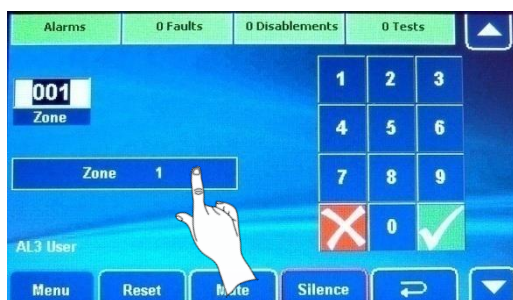 Alarms 0 Faults 0 Disablements 0 Tests
001
Zone
1 2 3
4 5 6
Zone 1
7 8 9
0
AL3 User
Menu Reset Mute Silence